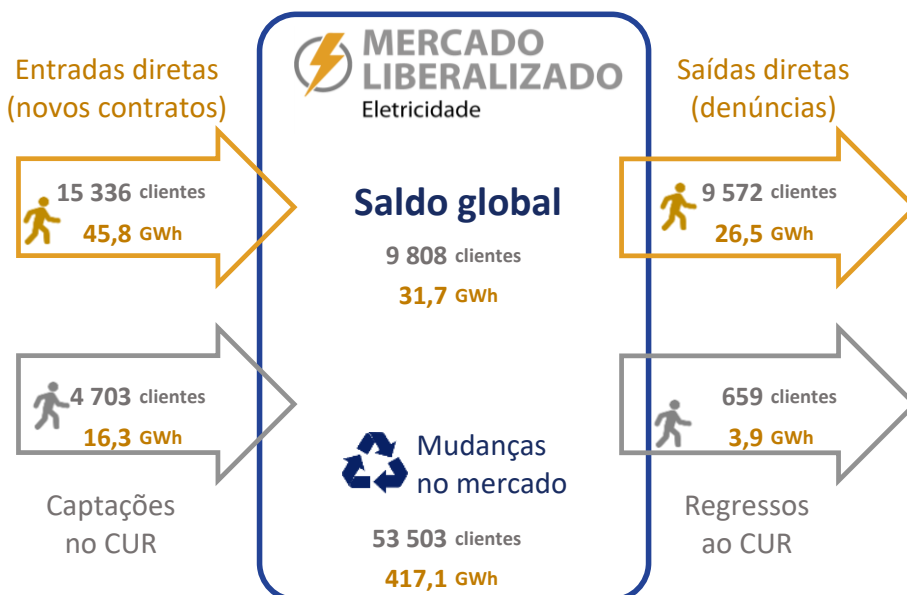 MERCADO
LIBERALIZADO
Eletricidade
Entradas diretas
(novos contratos)
15 336 clientes
45,8 GWh
Saldo global
9 808 clientes
31,7 GWh
Saídas diretas
(denúncias)
9 572 clientes
26,5 GWh
4 703 clientes
16,3 GWh
Captações
no CUR
Mudanças
no mercado
53 503 clientes
417,1 GWh
659 clientes
3,9 GWh
Regressos
ao CUR